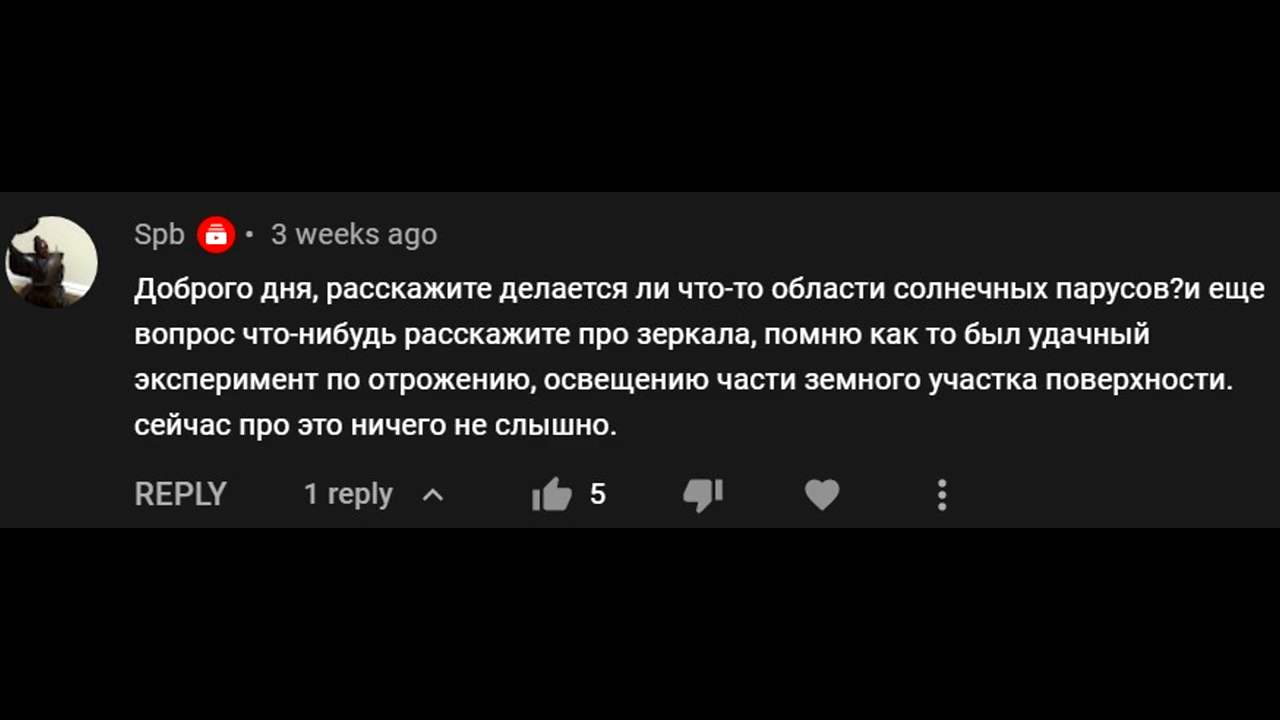 Spb • 3 weeks ago
Доброго дня, расскажите делается ли что-то области солнечных парусов?и еще
вопрос что-нибудь расскажите про зеркала, помню как то был удачный
эксперимент по отрожению, освещению части земного участка поверхности.
сейчас про это ничего не слышно.
REPLY 1 reply 5